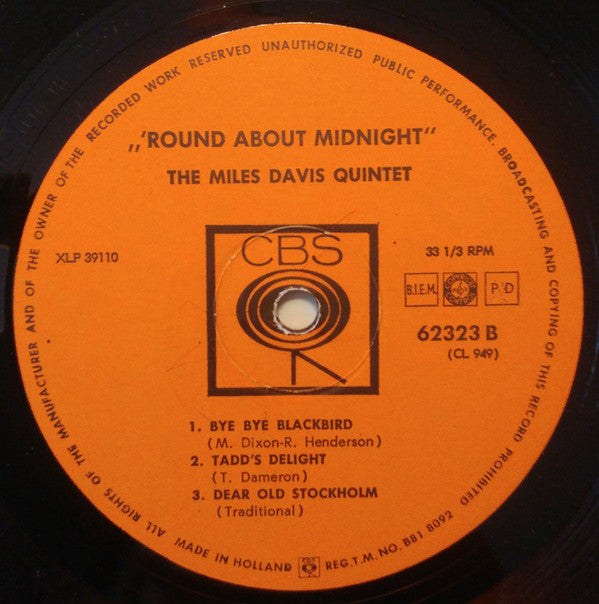 ALL RIGHTS OF THE MANUFACTURER AND OF THE OWNER OF THE RECORDED WORK RESERVED UNAUTHORIZED PUBLIC PERFORMANCE, BROADCASTING AND COPYING OF THIS RECORD PROHIBITED
„'ROUND ABOUT MIDNIGHT"
THE MILES DAVIS QUINTET
CBS
XLP 39110
33 1/3 RPM
B.I.E.M.
P D
62323 B
(CL 949)
1. BYE BYE BLACKBIRD
(M. Dixon-R. Henderson)
2. TADD'S DELIGHT
(T. Dameron)
3. DEAR OLD STOCKHOLM
(Traditional)
MADE IN HOLLAND REG.T.M.NO.B81 8092